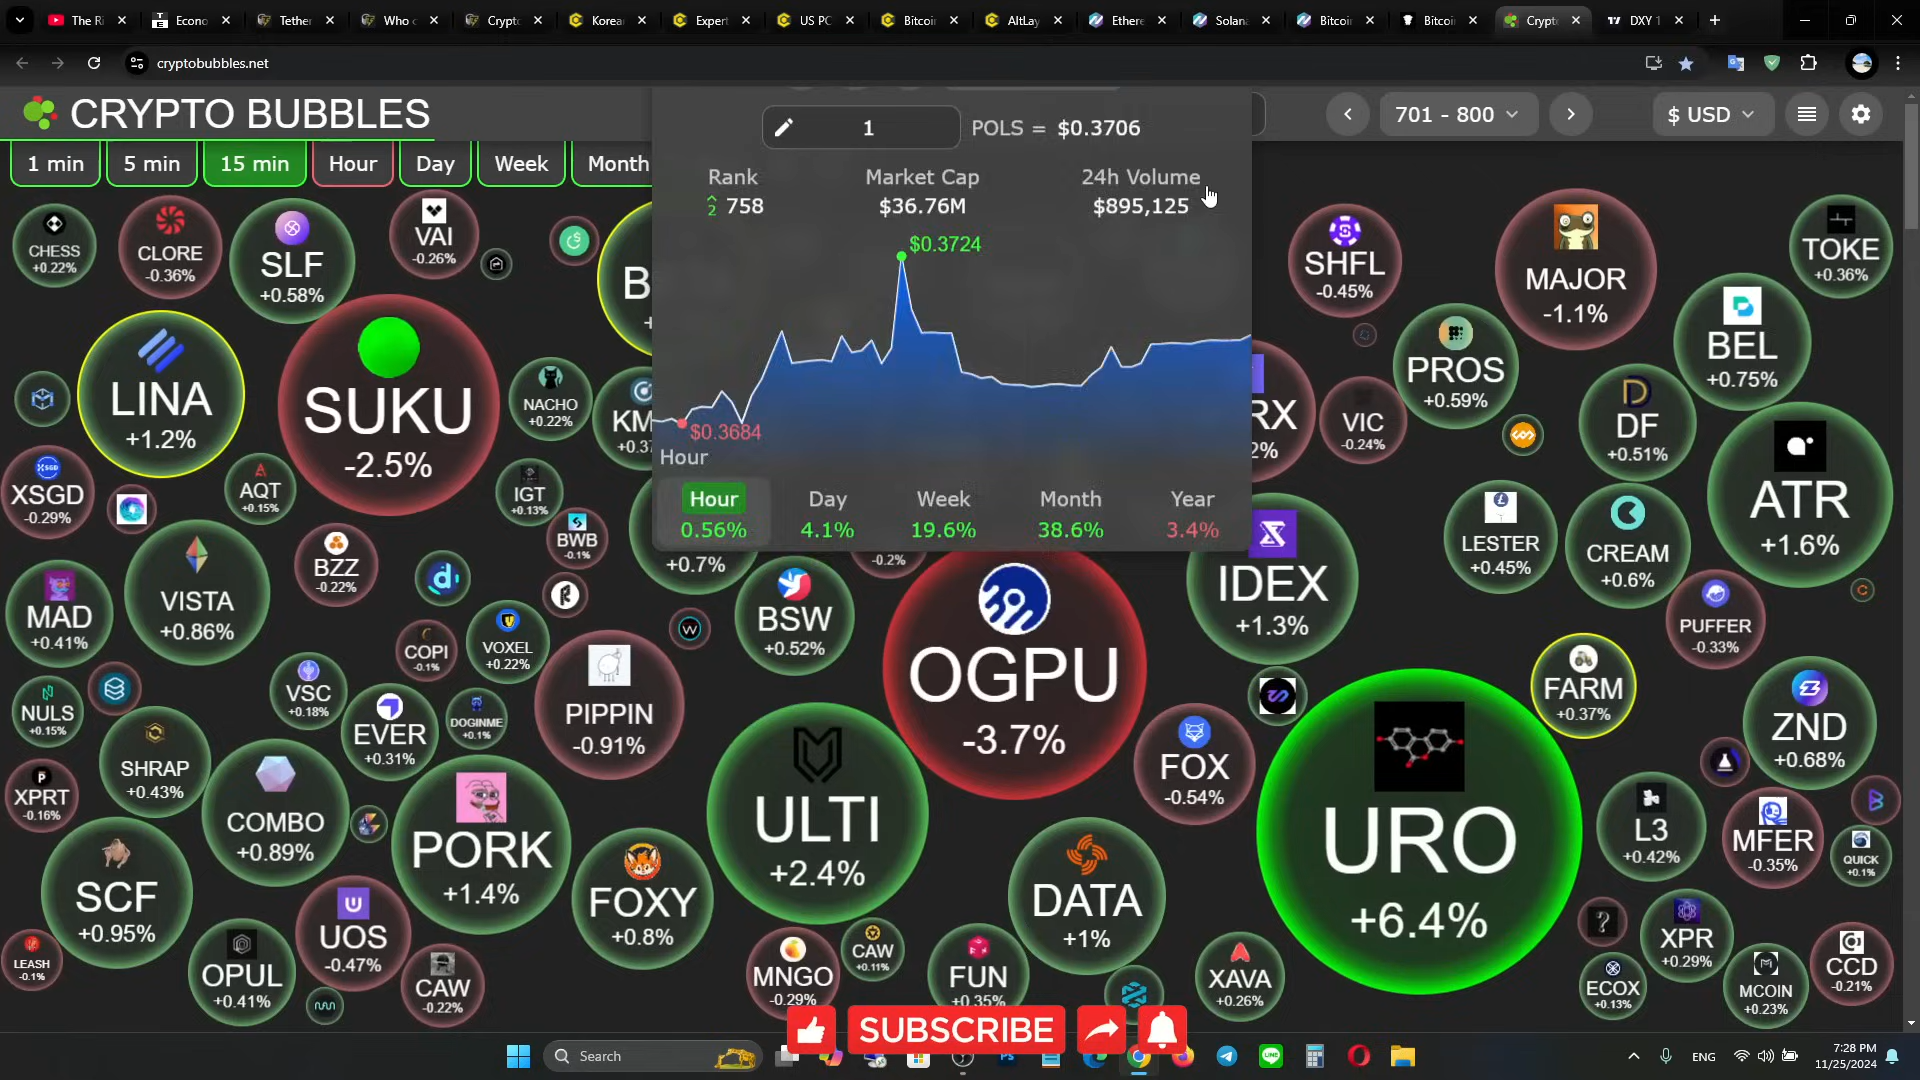 The Ri
Econo
Tether
Who c
Crypto
Korean
Expert
US PC
Bitcoi
AltLay
Ethere
Solana
Bitcoi
Bitcoi
Crypt
DXY 1
cryptobubbles.net
CRYPTO BUBBLES
701 - 800
$ USD
1 min
5 min
15 min
Hour
Day
Week
Month
1
POLS = $0.3706
Rank
Market Cap
24h Volume
2 758
$36.76M
$895,125
$0.3724
$0.3684
Hour
Hour
Day
Week
Month
Year
0.56%
4.1%
19.6%
38.6%
3.4%
CHESS
+0.22%
CLORE
-0.36%
SLF
+0.58%
VAI
-0.26%
B
SHFL
-0.45%
MAJOR
-1.1%
TOKE
+0.36%
LINA
+1.2%
SUKU
-2.5%
NACHO
+0.22%
KM
+0.37
RX
2%
VIC
-0.24%
PROS
+0.59%
BEL
+0.75%
DF
+0.51%
ATR
+1.6%
XSGD
-0.29%
AQT
+0.15%
IGT
+0.13%
BWB
-0.1%
BZZ
-0.22%
+0.7%
-0.2%
IDEX
+1.3%
LESTER
+0.45%
CREAM
+0.6%
PUFFER
-0.33%
MAD
+0.41%
VISTA
+0.86%
COPI
-0.1%
VOXEL
+0.22%
BSW
+0.52%
OGPU
-3.7%
FARM
+0.37%
ZND
+0.68%
NULS
+0.15%
VSC
+0.18%
EVER
+0.31%
DOGINME
+0.1%
PIPPIN
-0.91%
FOX
-0.54%
SHRAP
+0.43%
XPRT
-0.16%
COMBO
+0.89%
PORK
+1.4%
ULTI
+2.4%
URO
+6.4%
L3
+0.42%
MFER
-0.35%
QUICK
+0.1%
SCF
+0.95%
UOS
-0.47%
FOXY
+0.8%
DATA
+1%
LEASH
-0.1%
OPUL
+0.41%
CAW
-0.22%
MNGO
-0.29%
CAW
+0.11%
FUN
+0.35%
XAVA
+0.26%
XPR
+0.29%
ECOX
+0.13%
MCOIN
+0.23%
CCD
-0.21%
SUBSCRIBE
Search
ENG
7:28 PM
11/25/2024